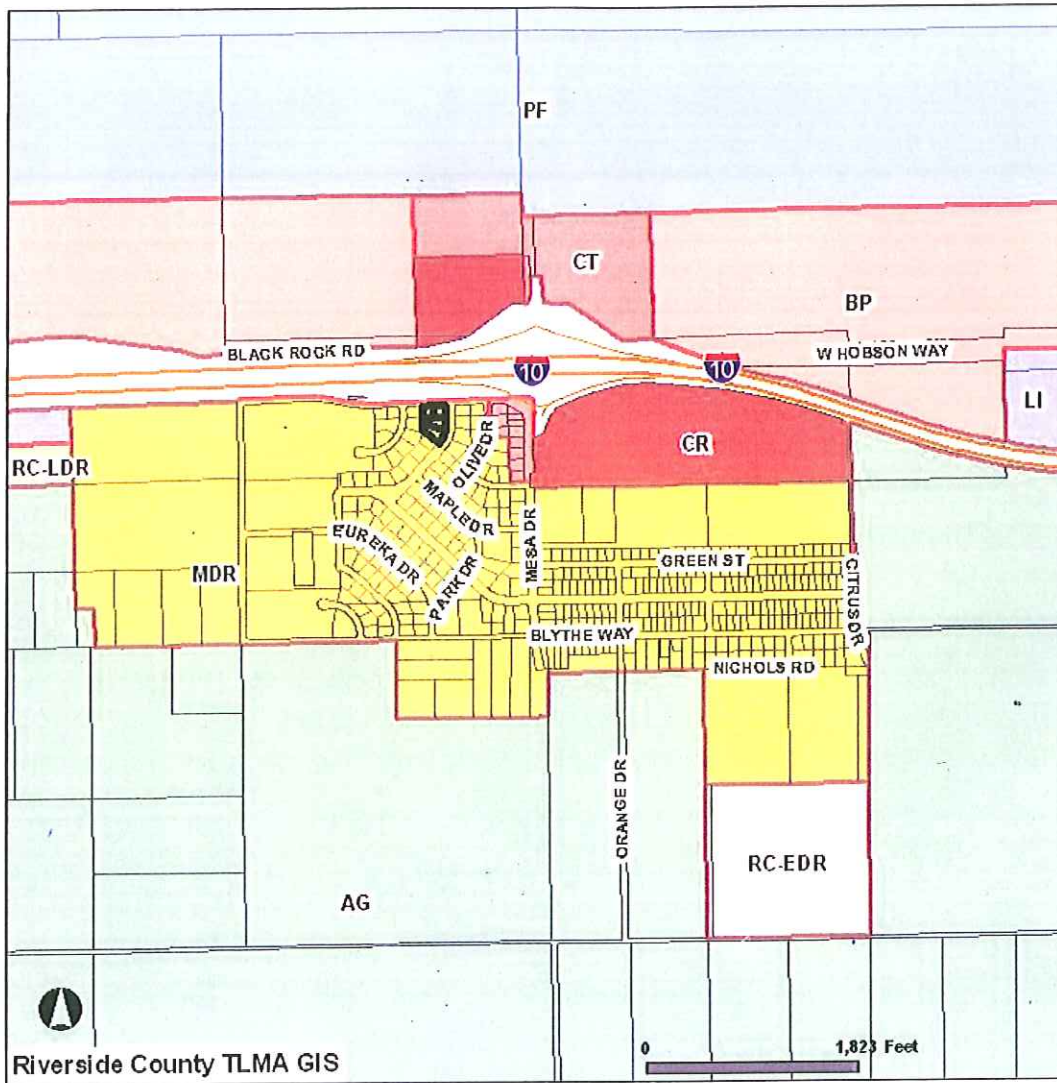 PF
CT
BP
BLACK ROCK RD
W HOBSON WAY
10
10
LI
CR
RC-LDR
OLIVE DR
MAPLE DR
EUREKA DR
PARK DR
MESA DR
GREEN ST
CITRUS DR
MDR
BLYTHE WAY
NICHOLS RD
ORANGE DR
RC-EDR
AG
Riverside County TLMA GIS
0 1,823 Feet